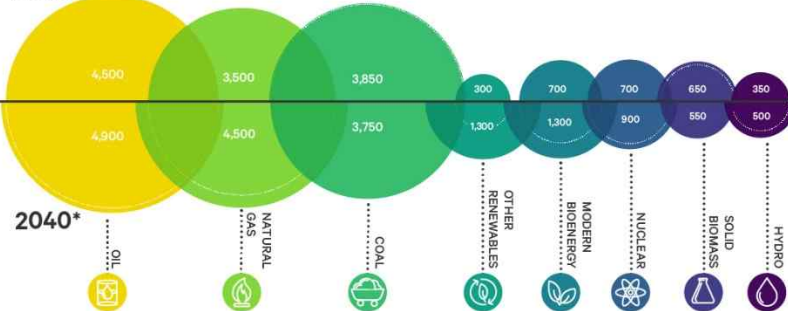 4,500
3,500
3,850
300
700
700
650
350
4,900
4,500
3,750
1,300
1,300
900
550
500
2040*
OIL
NATURAL
GAS
COAL
OTHER
RENEWABLES
MODERN
BIOENERGY
NUCLEAR
SOLID
BIOMASS
HYDRO